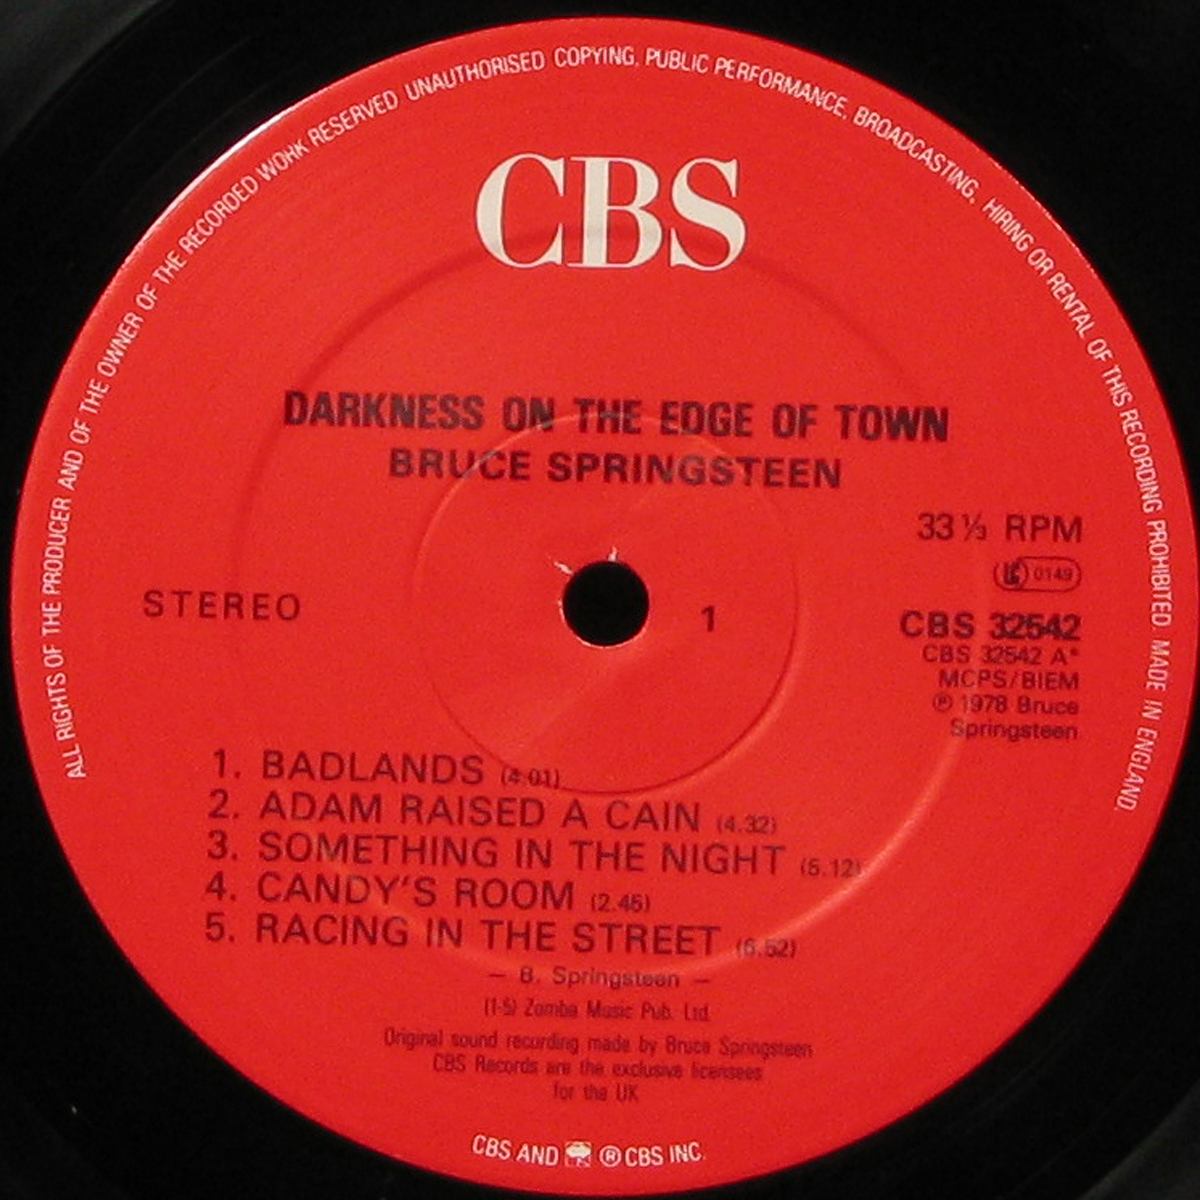 ALL RIGHTS OF THE PRODUCER AND OF THE OWNER OF THE RECORDED WORK RESERVED UNAUTHORISED COPYING, PUBLIC PERFORMANCE, BROADCASTING, HIRING OR RENTAL OF THIS RECORDING PROHIBITED. MADE IN ENGLAND.
CBS
DARKNESS ON THE EDGE OF TOWN
BRUCE SPRINGSTEEN
33 ⅓ RPM
0149
STEREO
1
CBS 32542
CBS 32542 A*
MCPS/BIEM
℗ 1978 Bruce
Springsteen
1. BADLANDS (4.01)
2. ADAM RAISED A CAIN (4.32)
3. SOMETHING IN THE NIGHT (5.12)
4. CANDY'S ROOM (2.45)
5. RACING IN THE STREET (6.52)
— B. Springsteen —
(1-5) Zomba Music Pub. Ltd.
Original sound recording made by Bruce Springsteen
CBS Records are the exclusive licensees
for the UK
CBS AND ® CBS INC.